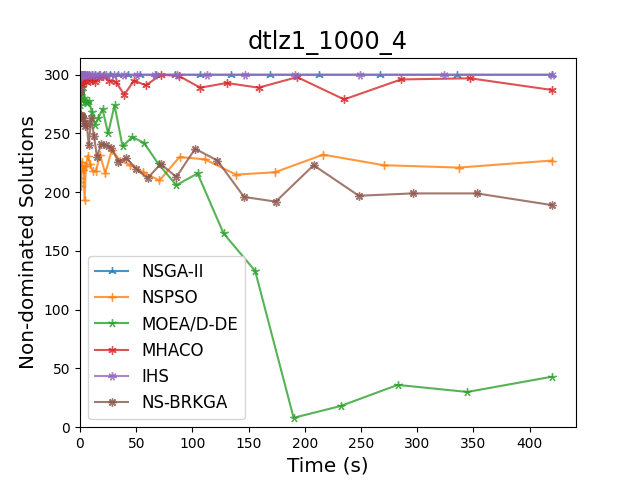 dtlz1_1000_4
Non-dominated Solutions
300
250
200
150
100
50
0
NSGA-II
NSPSO
MOEA/D-DE
MHACO
IHS
NS-BRKGA
0 50 100 150 200 250 300 350 400
Time (s)